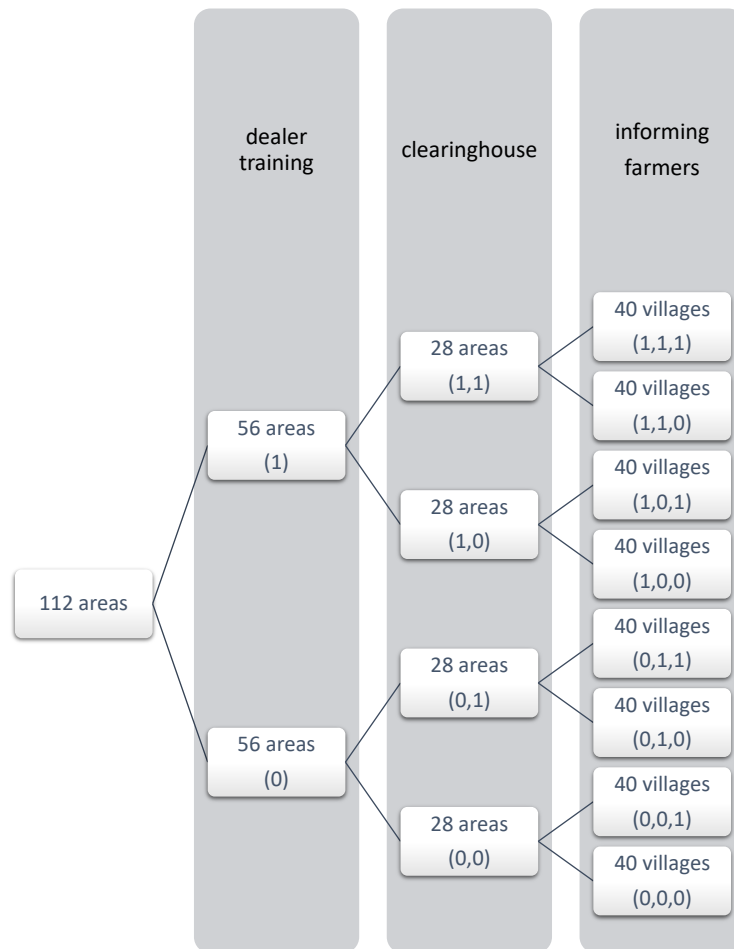 dealer
training
clearinghouse
informing
farmers
112 areas
56 areas
(1)
56 areas
(0)
28 areas
(1,1)
28 areas
(1,0)
28 areas
(0,1)
28 areas
(0,0)
40 villages
(1,1,1)
40 villages
(1,1,0)
40 villages
(1,0,1)
40 villages
(1,0,0)
40 villages
(0,1,1)
40 villages
(0,1,0)
40 villages
(0,0,1)
40 villages
(0,0,0)